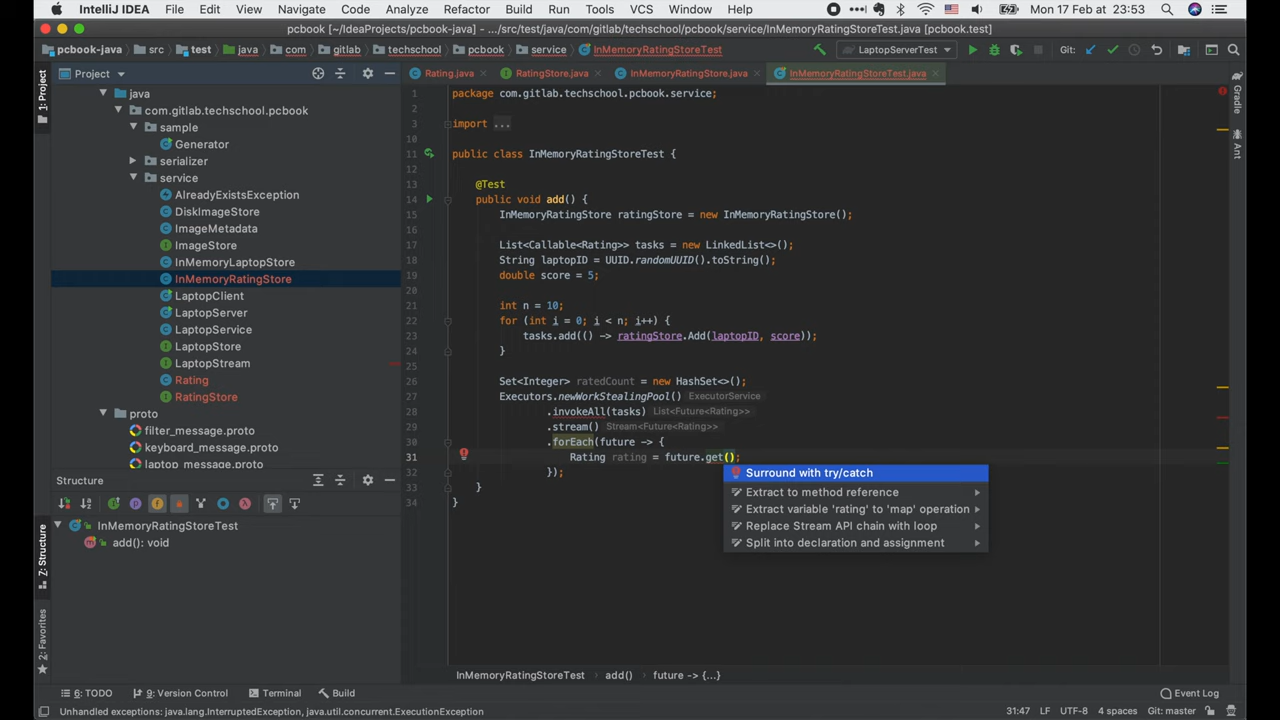 IntelliJ IDEA File Edit View Navigate Code Analyze Refactor Build Run Tools VCS Window Help Mon 17 Feb at 23:53
pcbook [~/IdeaProjects/pcbook-java] – .../src/test/java/com/gitlab/techschool/pcbook/service/InMemoryRatingStoreTest.java [pcbook.test]
pcbook-java src test java com gitlab techschool pcbook service InMemoryRatingStoreTest LaptopServerTest Git:
Project
Rating.java RatingStore.java InMemoryRatingStore.java InMemoryRatingStoreTest.java
1: Project
java
com.gitlab.techschool.pcbook
sample
Generator
serializer
service
AlreadyExistsException
DiskImageStore
ImageMetadata
ImageStore
InMemoryLaptopStore
InMemoryRatingStore
LaptopClient
LaptopServer
LaptopService
LaptopStore
LaptopStream
Rating
RatingStore
proto
filter_message.proto
keyboard_message.proto
laptop_message.proto
Structure
InMemoryRatingStoreTest
add(): void
7: Structure
2: Favorites
1 package com.gitlab.techschool.pcbook.service;
2
3 import ...
10
11 public class InMemoryRatingStoreTest {
12
13 @Test
14 public void add() {
15 InMemoryRatingStore ratingStore = new InMemoryRatingStore();
16
17 List<Callable<Rating>> tasks = new LinkedList<>();
18 String laptopID = UUID.randomUUID().toString();
19 double score = 5;
20
21 int n = 10;
22 for (int i = 0; i < n; i++) {
23 tasks.add(() -> ratingStore.Add(laptopID, score));
24 }
25
26 Set<Integer> ratedCount = new HashSet<>();
27 Executors.newWorkStealingPool() ExecutorService
28 .invokeAll(tasks) List<Future<Rating>>
29 .stream() Stream<Future<Rating>>
30 .forEach(future -> {
31 Rating rating = future.get();
32 });
33 }
34 }
Surround with try/catch
Extract to method reference
Extract variable 'rating' to 'map' operation
Replace Stream API chain with loop
Split into declaration and assignment
Gradle
Ant
InMemoryRatingStoreTest add() future -> {...}
6: TODO 9: Version Control Terminal Build Event Log
Unhandled exceptions: java.lang.InterruptedException, java.util.concurrent.ExecutionException 31:47 LF UTF-8 4 spaces Git: master